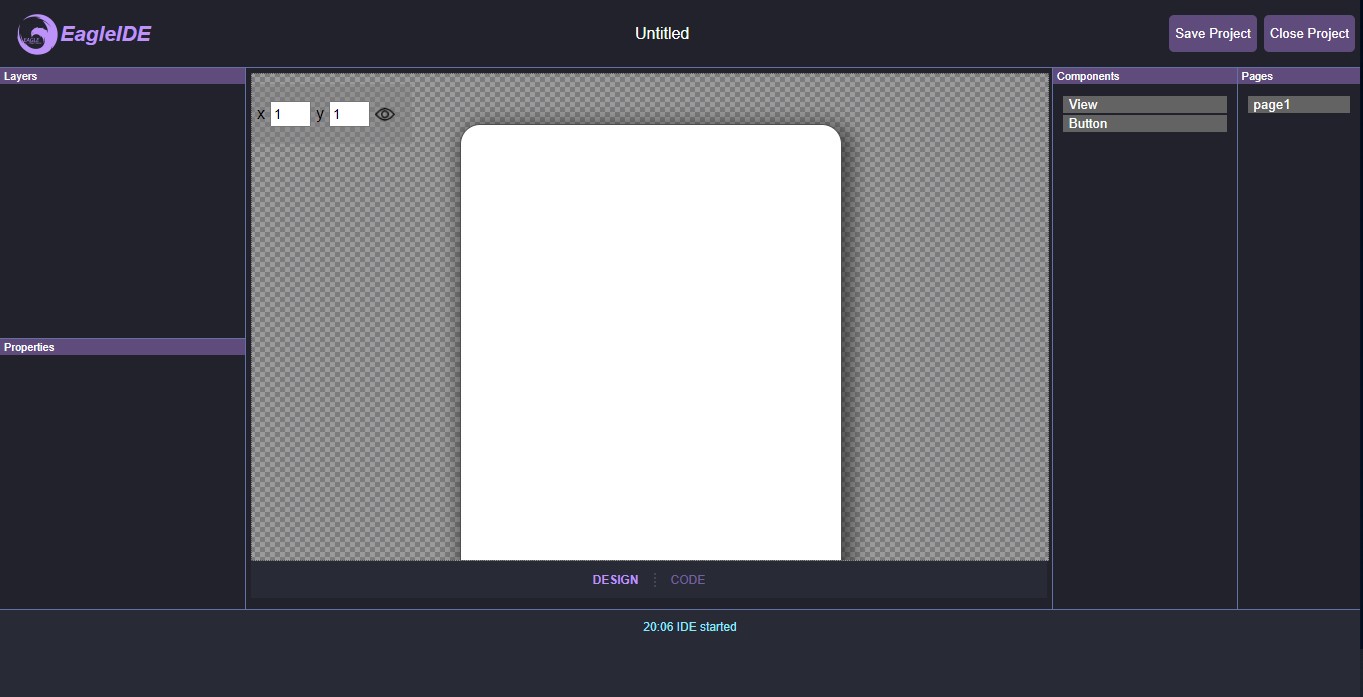 EAGLE
EagleIDE
Untitled
Save Project
Close Project
Layers
Properties
x 1 y 1
DESIGN
CODE
Components
View
Button
Pages
page1
20:06 IDE started